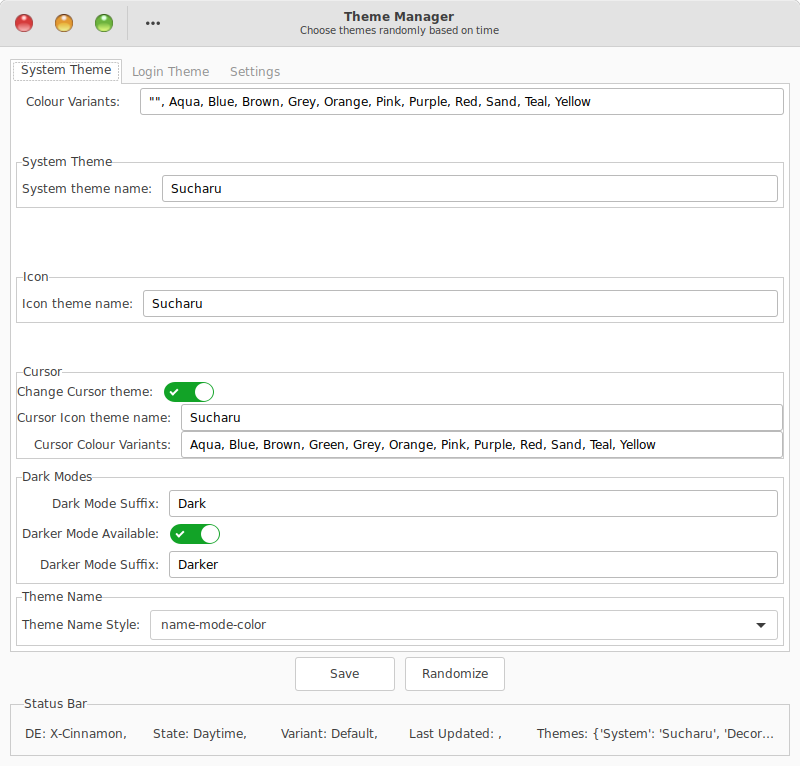 Theme Manager
Choose themes randomly based on time
System Theme Login Theme Settings
Colour Variants: "", Aqua, Blue, Brown, Grey, Orange, Pink, Purple, Red, Sand, Teal, Yellow
System Theme
System theme name: Sucharu
Icon
Icon theme name: Sucharu
Cursor
Change Cursor theme:
Cursor Icon theme name: Sucharu
Cursor Colour Variants: Aqua, Blue, Brown, Green, Grey, Orange, Pink, Purple, Red, Sand, Teal, Yellow
Dark Modes
Dark Mode Suffix: Dark
Darker Mode Available:
Darker Mode Suffix: Darker
Theme Name
Theme Name Style: name-mode-color
Save Randomize
Status Bar
DE: X-Cinnamon, State: Daytime, Variant: Default, Last Updated: , Themes: {'System': 'Sucharu', 'Decor...